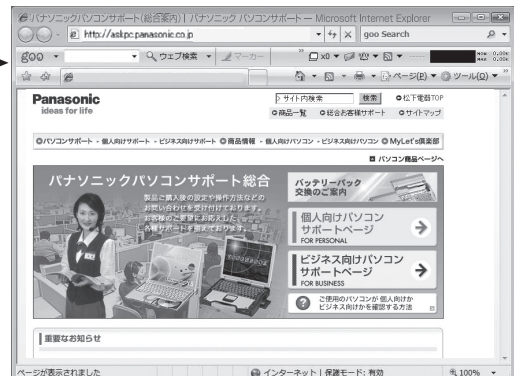 パナソニックパソコンサポート(総合案内)] パナソニック パソコンサポート - Microsoft Internet Explorer
http://askpc.panasonic.co.jp
goo Search
goo ウェブ検索 マーカー x0 0.00k
0.00k
ページ(P) ツール(Q)
Panasonic
ideas for life
サイト内検索 検索 松下電器TOP
商品一覧 総合お客様サポート サイトマップ
パソコンサポート - 個人向けサポート - ビジネス向けサポート 商品情報 - 個人向けパソコン - ビジネス向けパソコン MyLet's倶楽部
パソコン商品ページへ
パナソニックパソコンサポート総合
製品ご購入後の設定や操作方法などの
お問い合わせを受け付けております。
お客様のご要望にお応えした、
各種サポートを揃えております。
バッテリーパック
交換のご案内
個人向けパソコン
サポートページ
FOR PERSONAL
ビジネス向けパソコン
サポートページ
FOR BUSINESS
ご使用のパソコンが 個人向けか
ビジネス向けかを確認する方法
重要なお知らせ
ページが表示されました インターネット | 保護モード: 有効 100%